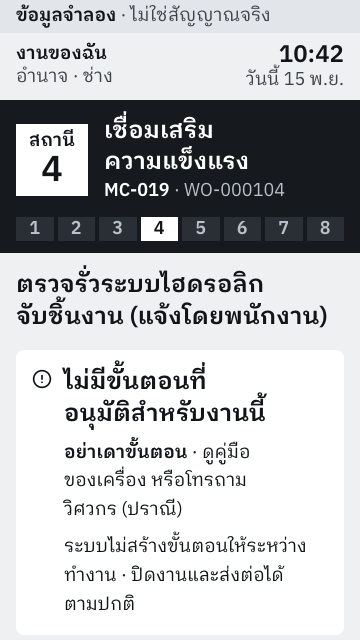 ข้อมูลจำลอง · ไม่ใช่สัญญาณจริง
งานของฉัน
10:42
อำนาจ · ช่าง
วันนี้ 15 พ.ย.
สถานี
4
เชื่อมเสริม
ความแข็งแรง
MC-019 · WO-000104
1 2 3 4 5 6 7 8
ตรวจรั่วระบบไฮดรอลิก
จับชิ้นงาน (แจ้งโดยพนักงาน)
ไม่มีขั้นตอนที่
อนุมัติสำหรับงานนี้
อย่าเดาขั้นตอน · ดูคู่มือ
ของเครื่อง หรือโทรถาม
วิศวกร (ปราณี)
ระบบไม่สร้างขั้นตอนให้ระหว่าง
ทำงาน · ปิดงานและส่งต่อได้
ตามปกติ